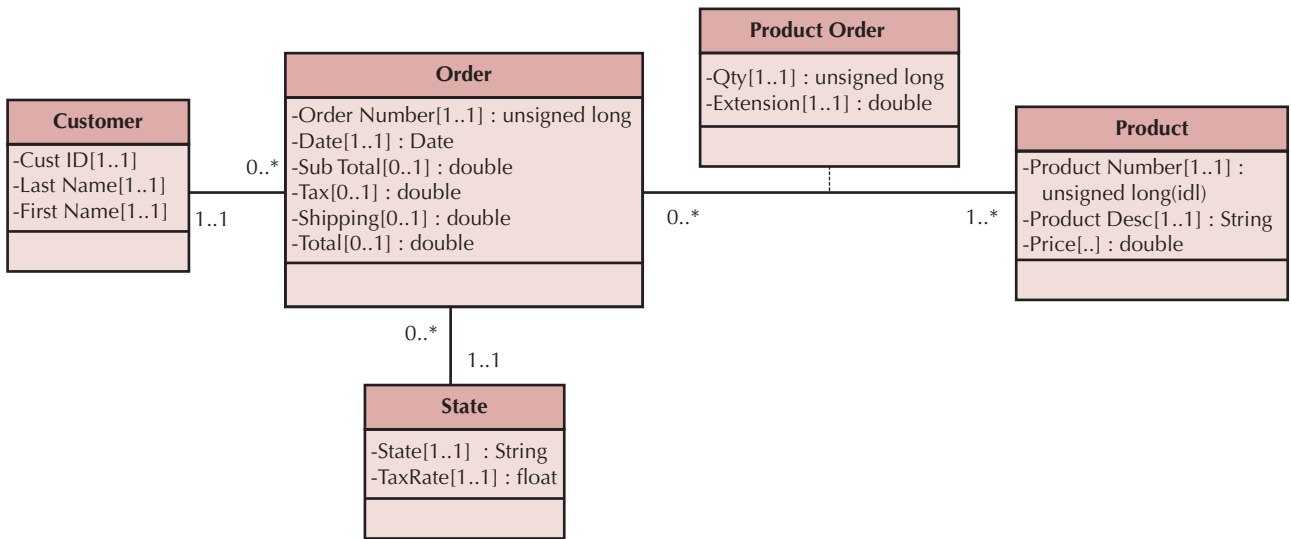 Customer
-Cust ID[1..1]
-Last Name[1..1]
-First Name[1..1]
0..*
1..1
Order
-Order Number[1..1] : unsigned long
-Date[1..1] : Date
-Sub Total[0..1] : double
-Tax[0..1] : double
-Shipping[0..1] : double
-Total[0..1] : double
Product Order
-Qty[1..1] : unsigned long
-Extension[1..1] : double
0..*
1..*
Product
-Product Number[1..1] :
unsigned long(idl)
-Product Desc[1..1] : String
-Price[..] : double
0..*
1..1
State
-State[1..1] : String
-TaxRate[1..1] : float